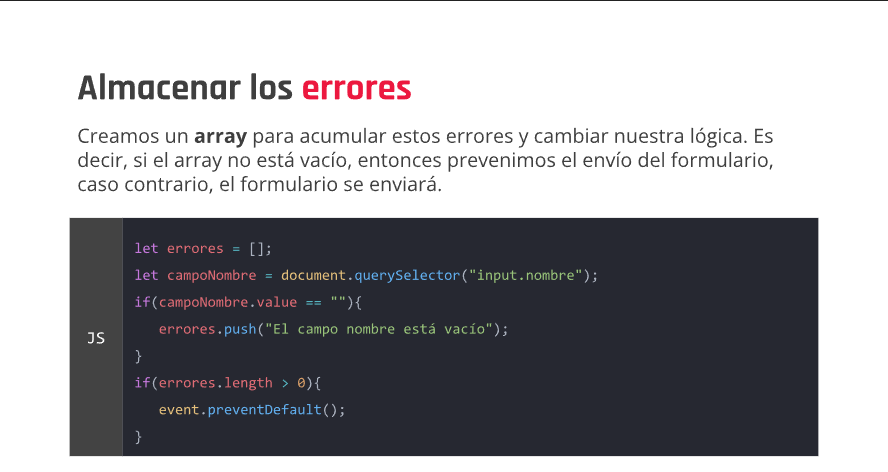 Almacenar los errores
Creamos un array para acumular estos errores y cambiar nuestra lógica. Es
decir, si el array no está vacío, entonces prevenimos el envío del formulario,
caso contrario, el formulario se enviará.
JS
let errores = [];
let campoNombre = document.querySelector("input.nombre");
if(campoNombre.value == ""){
   errores.push("El campo nombre está vacío");
}
if(errores.length > 0){
   event.preventDefault();
}